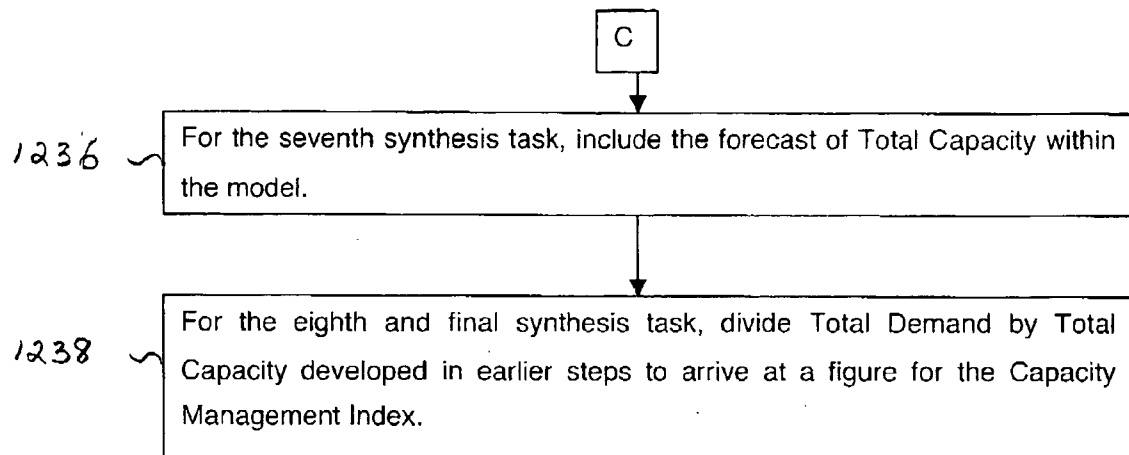 C
1236 For the seventh synthesis task, include the forecast of Total Capacity within
the model.
1238 For the eighth and final synthesis task, divide Total Demand by Total
Capacity developed in earlier steps to arrive at a figure for the Capacity
Management Index.